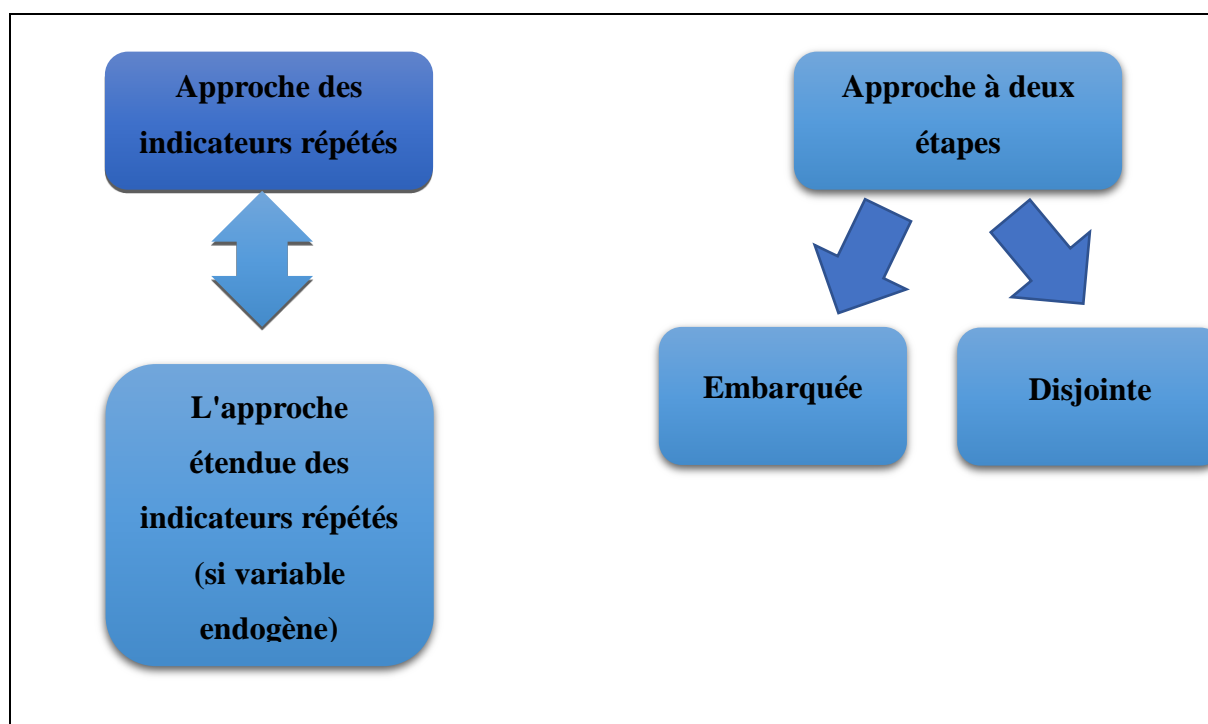 Approche des
indicateurs répétés
L'approche
étendue des
indicateurs répétés
(si variable
endogène)
Approche à deux
étapes
Embarquée
Disjointe